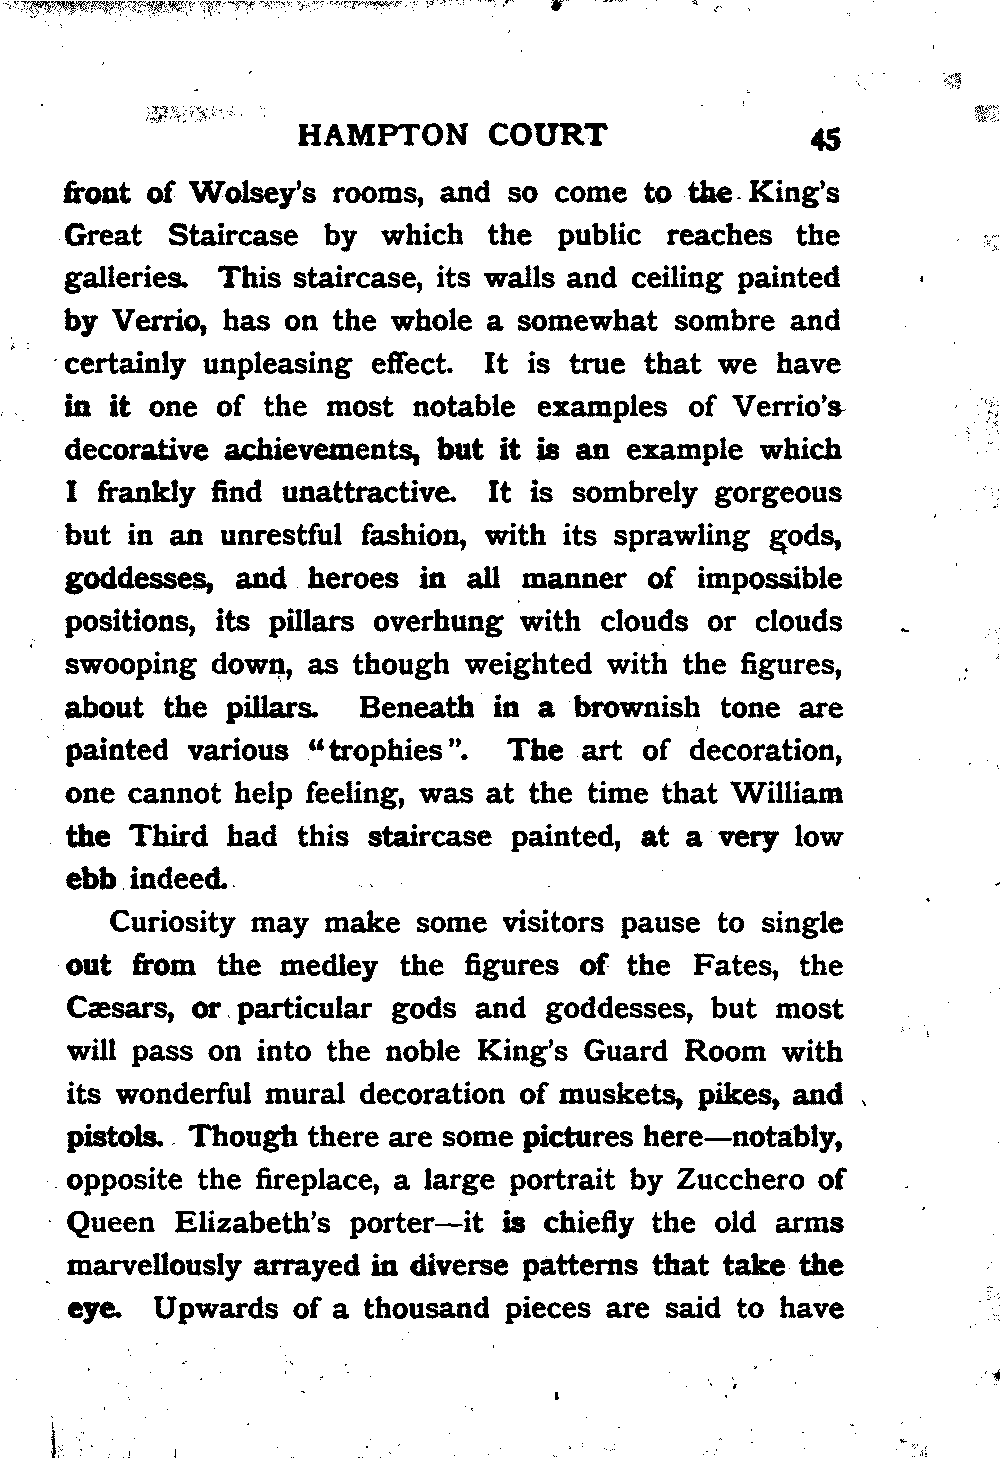 HAMPTON COURT 45
front of Wolsey's rooms, and so come to the King's
Great Staircase by which the public reaches the
galleries. This staircase, its walls and ceiling painted
by Verrio, has on the whole a somewhat sombre and
certainly unpleasing effect. It is true that we have
in it one of the most notable examples of Verrio's
decorative achievements, but it is an example which
I frankly find unattractive. It is sombrely gorgeous
but in an unrestful fashion, with its sprawling gods,
goddesses, and heroes in all manner of impossible
positions, its pillars overhung with clouds or clouds
swooping down, as though weighted with the figures,
about the pillars. Beneath in a brownish tone are
painted various "trophies". The art of decoration,
one cannot help feeling, was at the time that William
the Third had this staircase painted, at a very low
ebb indeed.
Curiosity may make some visitors pause to single
out from the medley the figures of the Fates, the
Cæsars, or particular gods and goddesses, but most
will pass on into the noble King's Guard Room with
its wonderful mural decoration of muskets, pikes, and
pistols. Though there are some pictures here—notably,
opposite the fireplace, a large portrait by Zucchero of
Queen Elizabeth's porter—it is chiefly the old arms
marvellously arrayed in diverse patterns that take the
eye. Upwards of a thousand pieces are said to have